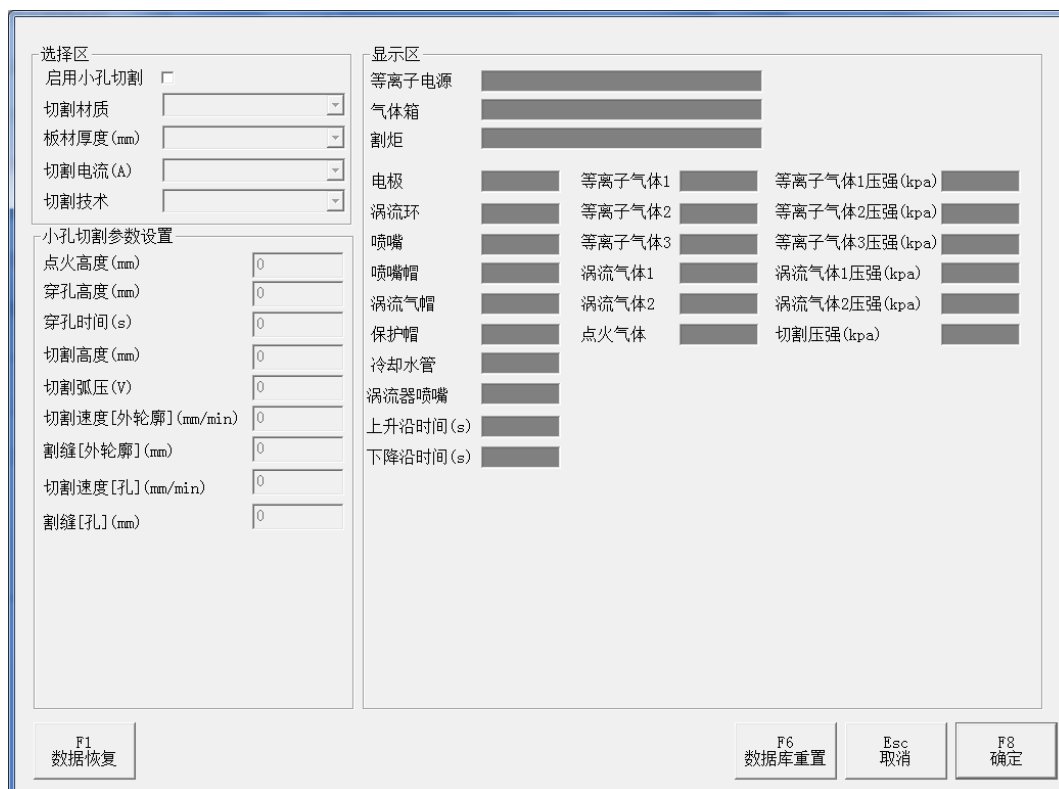 选择区
启用小孔切割
切割材质
板材厚度(mm)
切割电流(A)
切割技术
小孔切割参数设置
点火高度(mm) 0
穿孔高度(mm) 0
穿孔时间(s) 0
切割高度(mm) 0
切割弧压(V) 0
切割速度[外轮廓](mm/min) 0
割缝[外轮廓](mm) 0
切割速度[孔](mm/min) 0
割缝[孔](mm) 0
显示区
等离子电源
气体箱
割炬
电极 等离子气体1 等离子气体1压强(kpa)
涡流环 等离子气体2 等离子气体2压强(kpa)
喷嘴 等离子气体3 等离子气体3压强(kpa)
喷嘴帽 涡流气体1 涡流气体1压强(kpa)
涡流气帽 涡流气体2 涡流气体2压强(kpa)
保护帽 点火气体 切割压强(kpa)
冷却水管
涡流器喷嘴
上升沿时间(s)
下降沿时间(s)
F1
数据恢复
F6
数据库重置
Esc
取消
F8
确定